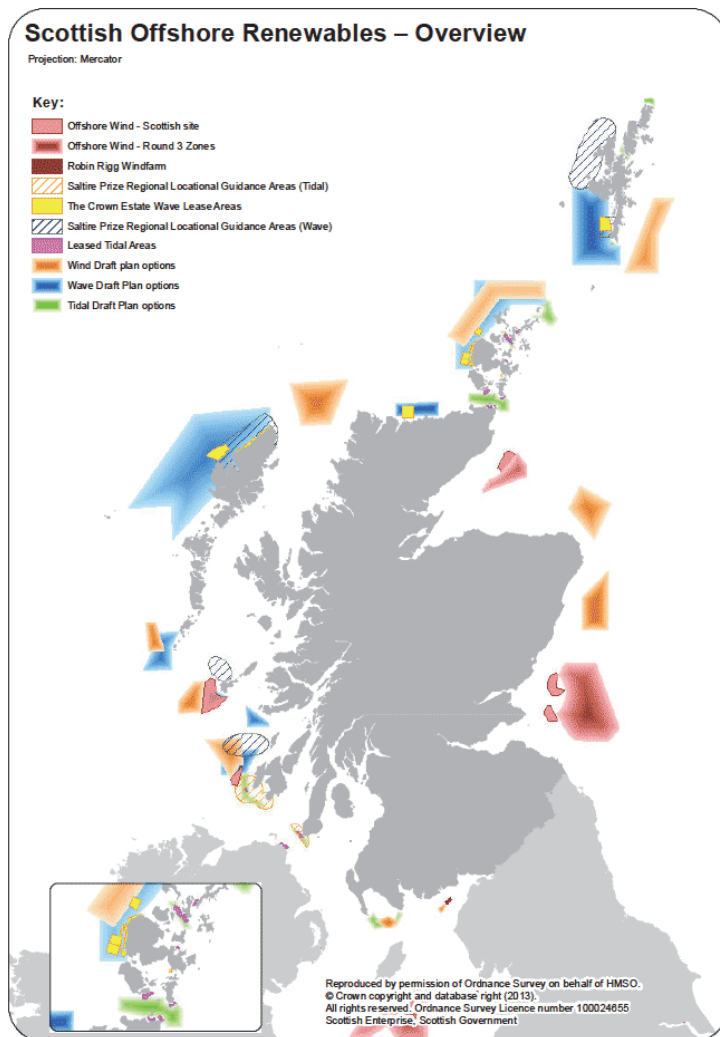 Scottish Offshore Renewables – Overview
Projection: Mercator
Key:
Offshore Wind - Scottish site
Offshore Wind - Round 3 Zones
Robin Rigg Windfarm
Saltire Prize Regional Locational Guidance Areas (Tidal)
The Crown Estate Wave Lease Areas
Saltire Prize Regional Locational Guidance Areas (Wave)
Leased Tidal Areas
Wind Draft plan options
Wave Draft Plan options
Tidal Draft Plan options
Reproduced by permission of Ordnance Survey on behalf of HMSO.
© Crown copyright and database right (2013).
All rights reserved. Ordnance Survey Licence number 100024655
Scottish Enterprise, Scottish Government